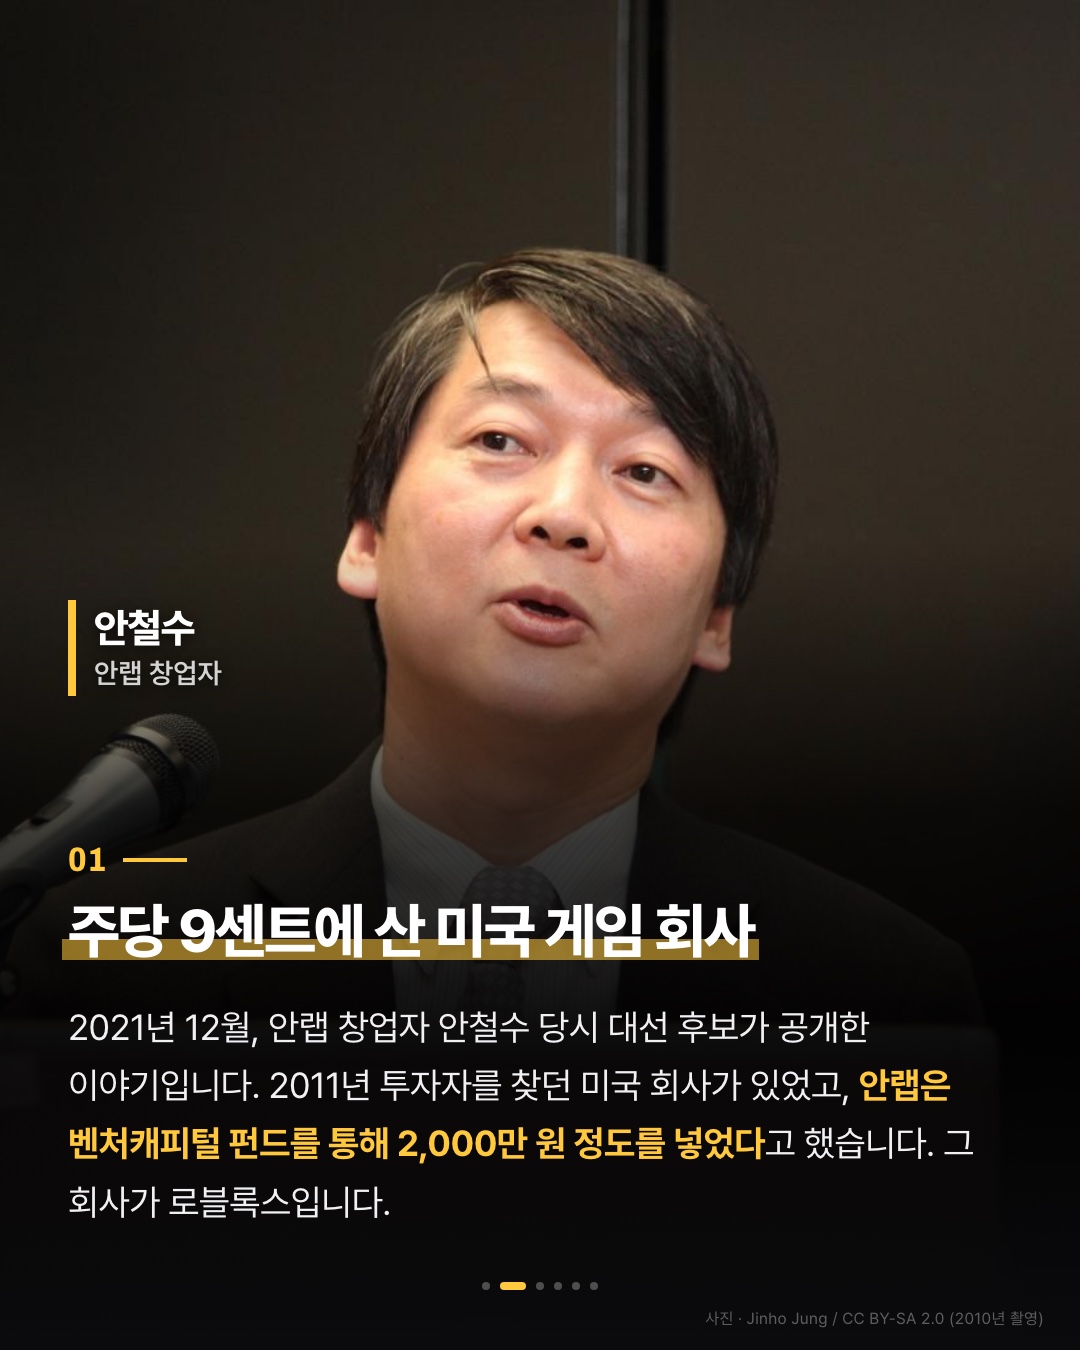 안철수
안랩 창업자
01
주당 9센트에 산 미국 게임 회사
2021년 12월, 안랩 창업자 안철수 당시 대선 후보가 공개한
이야기입니다. 2011년 투자자를 찾던 미국 회사가 있었고, 안랩은
벤처캐피털 펀드를 통해 2,000만 원 정도를 넣었다고 했습니다. 그
회사가 로블록스입니다.
사진 · Jinho Jung / CC BY-SA 2.0 (2010년 촬영)